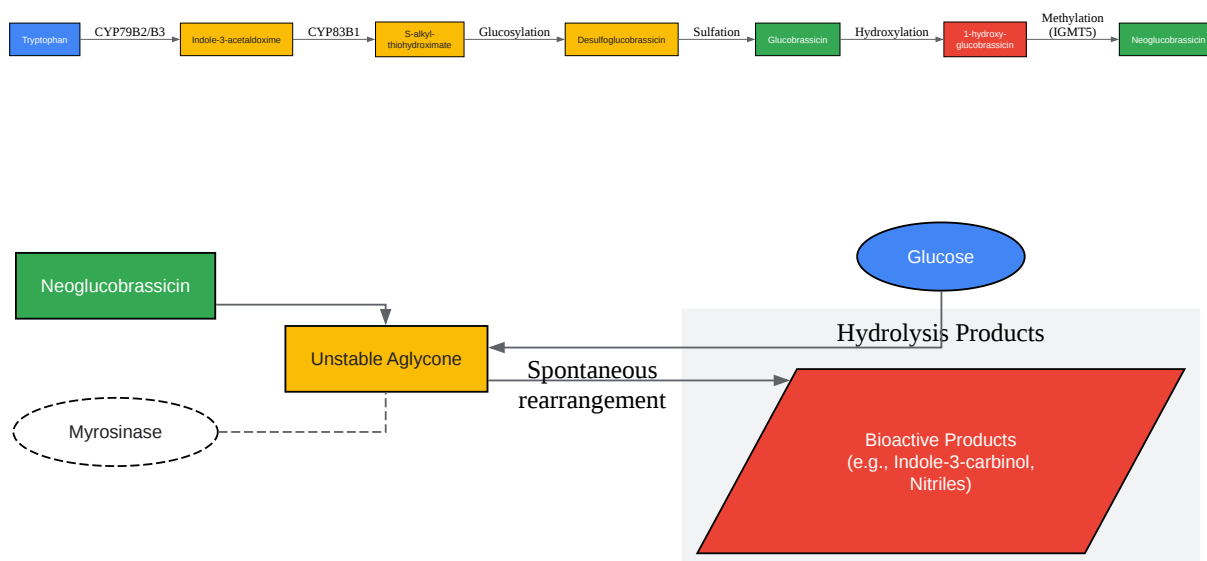 Tryptophan
CYP79B2/B3
Indole-3-acetaldoxime
CYP83B1
S-alkyl-
thiohydroximate
Glucosylation
Desulfoglucobrassicin
Sulfation
Glucobrassicin
Hydroxylation
1-hydroxy-
glucobrassicin
Methylation
(IGMT5)
Neoglucobrassicin
Neoglucobrassicin
Glucose
Hydrolysis Products
Unstable Aglycone
Spontaneous
rearrangement
Myrosinase
Bioactive Products
(e.g., Indole-3-carbinol,
Nitriles)